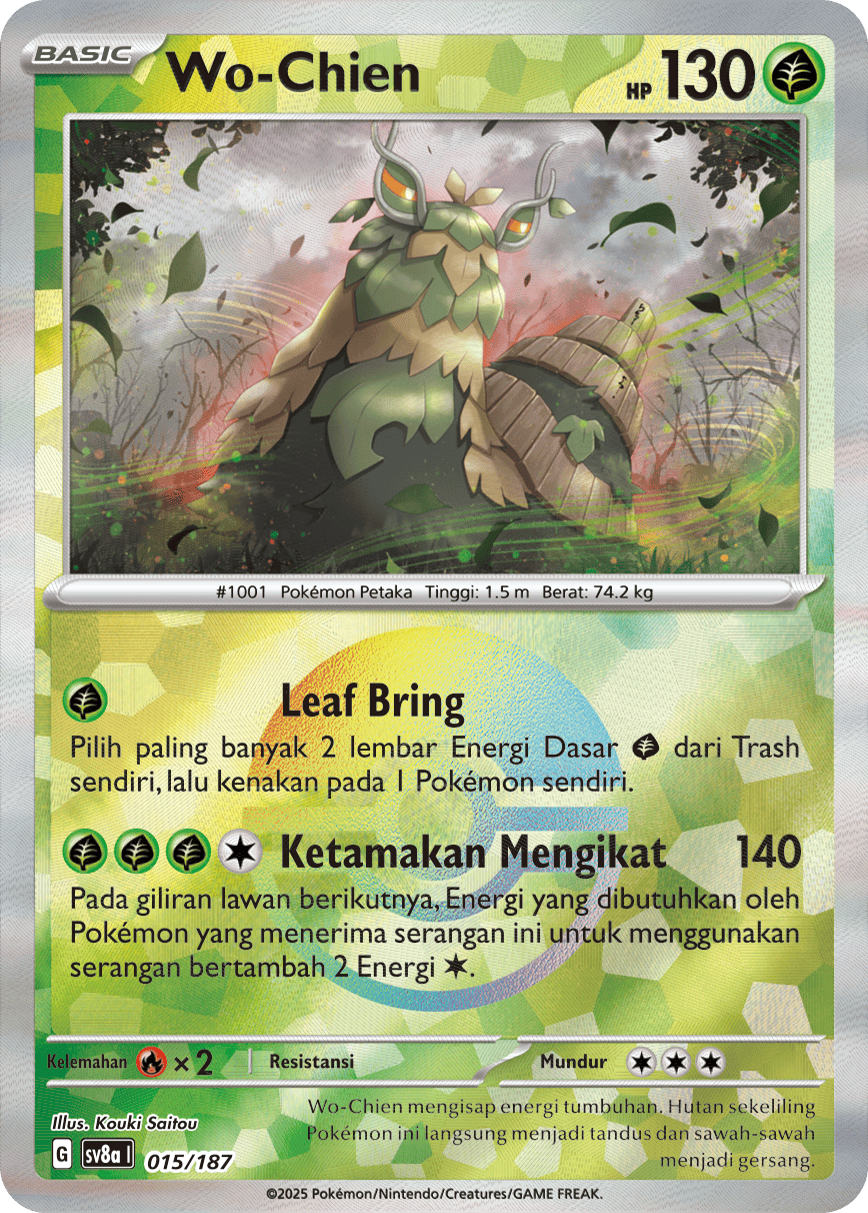 BASIC
Wo-Chien
HP 130
#1001 Pokémon Petaka Tinggi: 1.5 m Berat: 74.2 kg
Leaf Bring
Pilih paling banyak 2 lembar Energi Dasar dari Trash
sendiri, lalu kenakan pada 1 Pokémon sendiri.
Ketamakan Mengikat 140
Pada giliran lawan berikutnya, Energi yang dibutuhkan oleh
Pokémon yang menerima serangan ini untuk menggunakan
serangan bertambah 2 Energi .
Kelemahan ×2 Resistansi Mundur
Illus. Kouki Saitou
Wo-Chien mengisap energi tumbuhan. Hutan sekeliling
Pokémon ini langsung menjadi tandus dan sawah-sawah
menjadi gersang.
G sv8a I 015/187
©2025 Pokémon/Nintendo/Creatures/GAME FREAK.